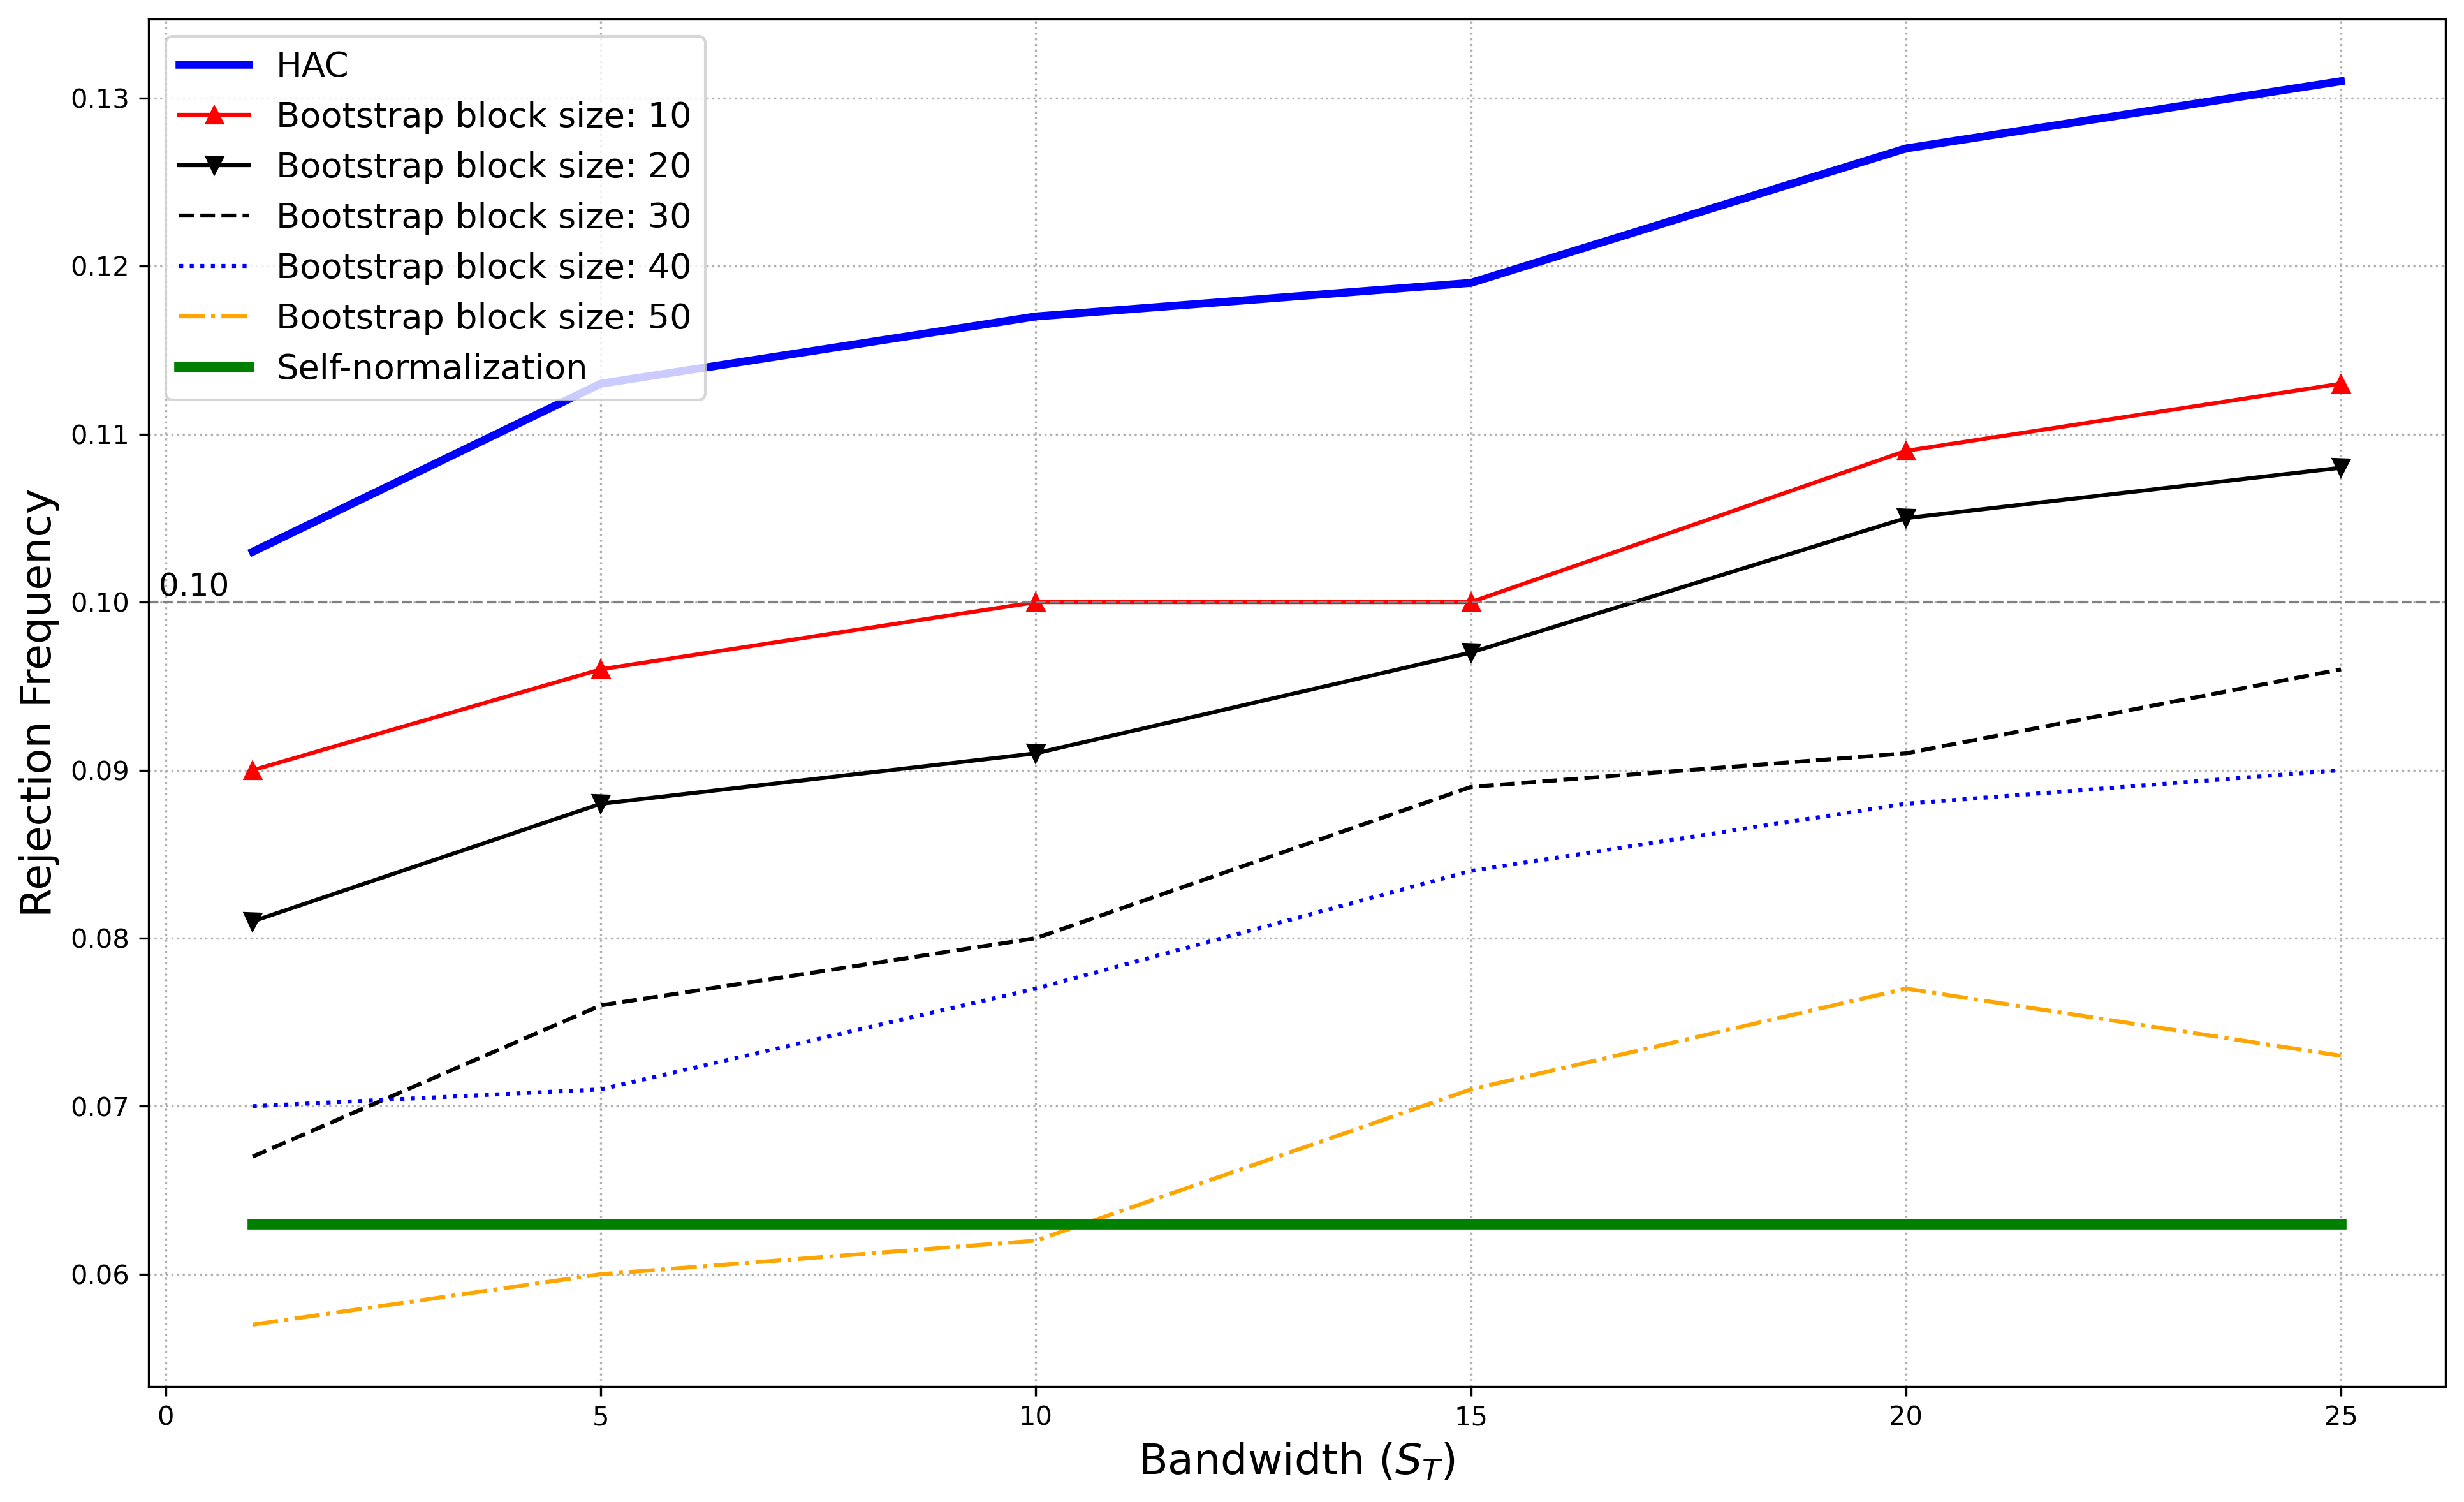 HAC
Bootstrap block size: 10
Bootstrap block size: 20
Bootstrap block size: 30
Bootstrap block size: 40
Bootstrap block size: 50
Self-normalization
0.13
0.12
0.11
0.10
0.10
0.09
0.08
0.07
0.06
Rejection Frequency
0 5 10 15 20 25
Bandwidth (S_T)